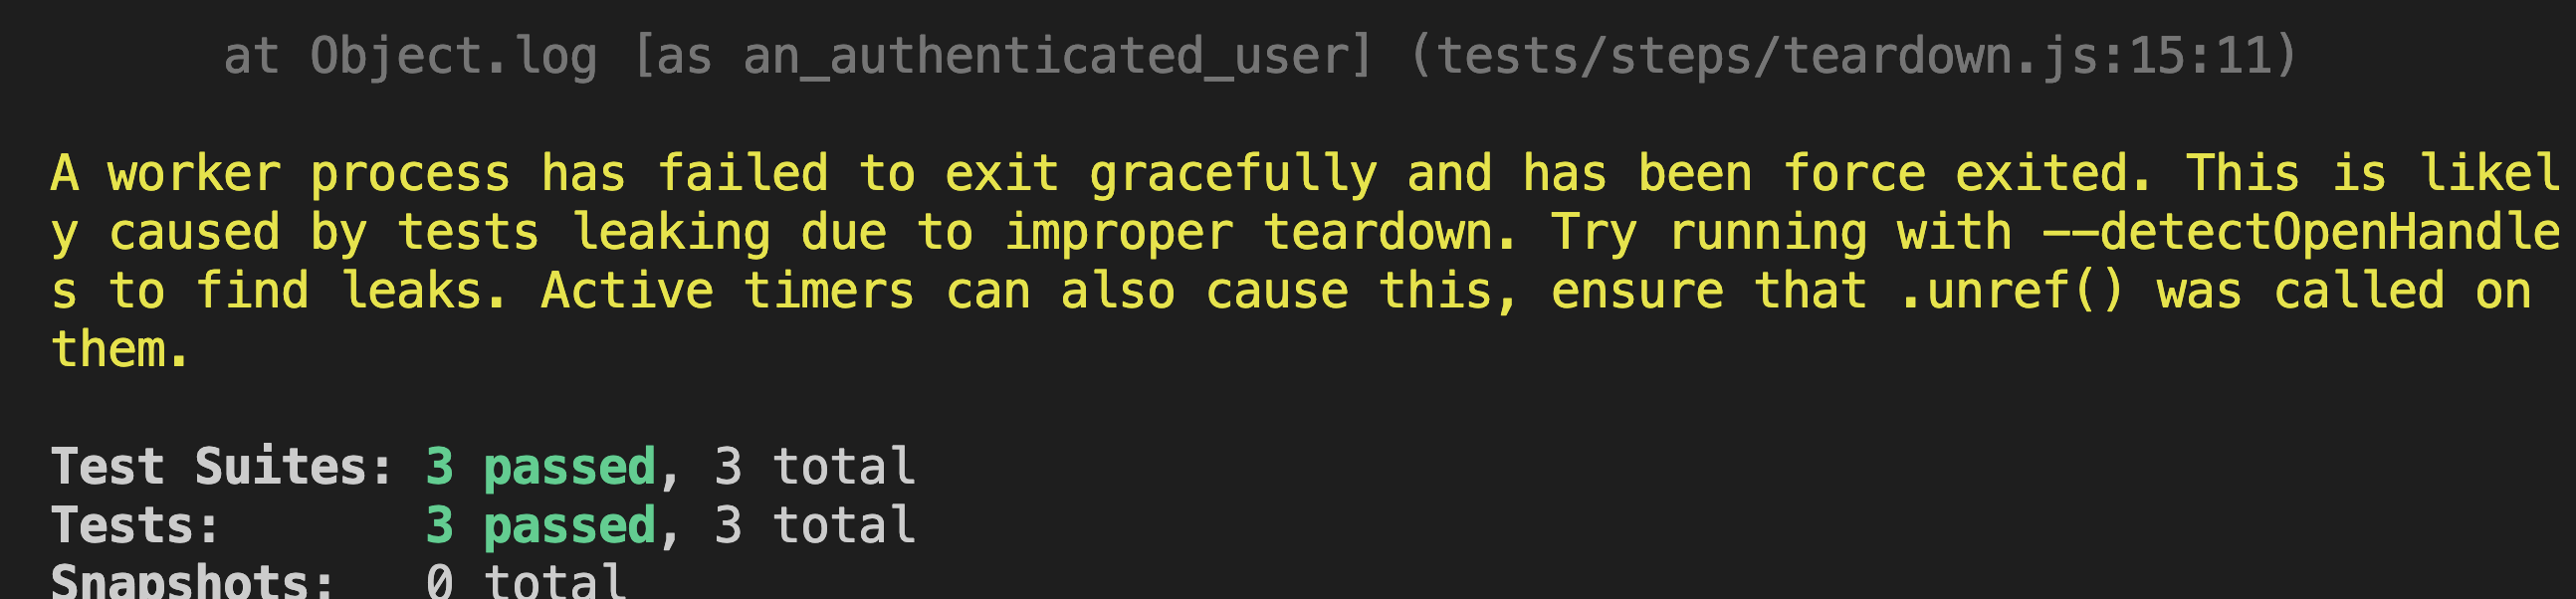 at Object.log [as an_authenticated_user] (tests/steps/teardown.js:15:11)
A worker process has failed to exit gracefully and has been force exited. This is likel
y caused by tests leaking due to improper teardown. Try running with --detectOpenHandle
s to find leaks. Active timers can also cause this, ensure that .unref() was called on
them.
Test Suites: 3 passed, 3 total
Tests:       3 passed, 3 total
Snapshots:   0 total